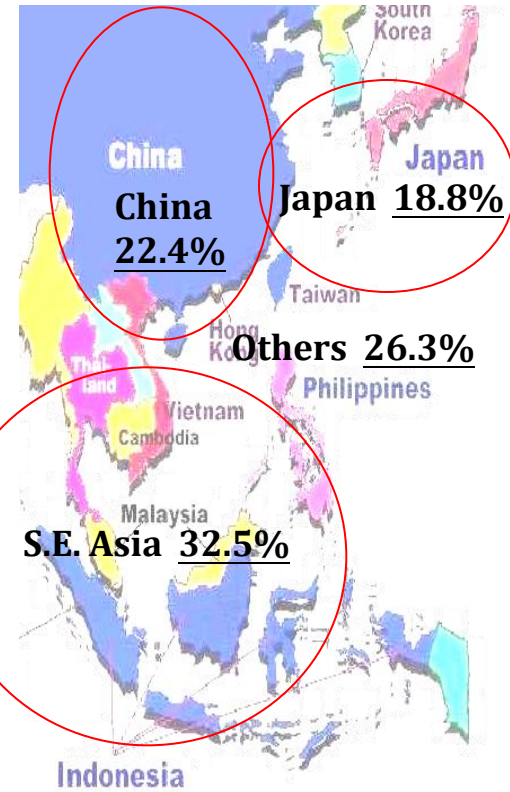 South
Korea
China
Japan
China
22.4%
Japan 18.8%
Taiwan
Hong
Kong
Others 26.3%
Philippines
Thai-
land
Vietnam
Cambodia
Malaysia
S.E. Asia 32.5%
Indonesia